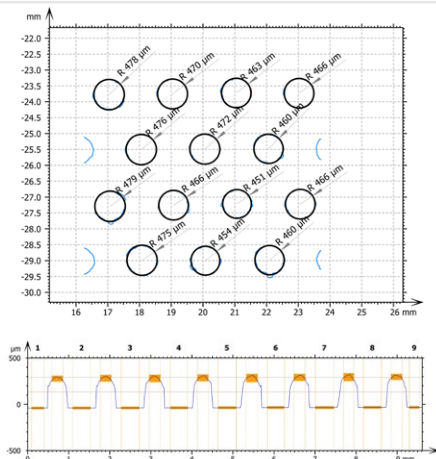 mm
-22.0
-22.5
-23.0
-23.5
-24.0
-24.5
-25.0
-25.5
-26.0
-26.5
-27.0
-27.5
-28.0
-28.5
-29.0
-29.5
-30.0
R 478 µm
R 470 µm
R 463 µm
R 466 µm
R 476 µm
R 472 µm
R 460 µm
R 479 µm
R 466 µm
R 451 µm
R 466 µm
R 475 µm
R 454 µm
R 460 µm
16 17 18 19 20 21 22 23 24 25 26 mm
µm
1 2 3 4 5 6 7 8 9
500
0
-500